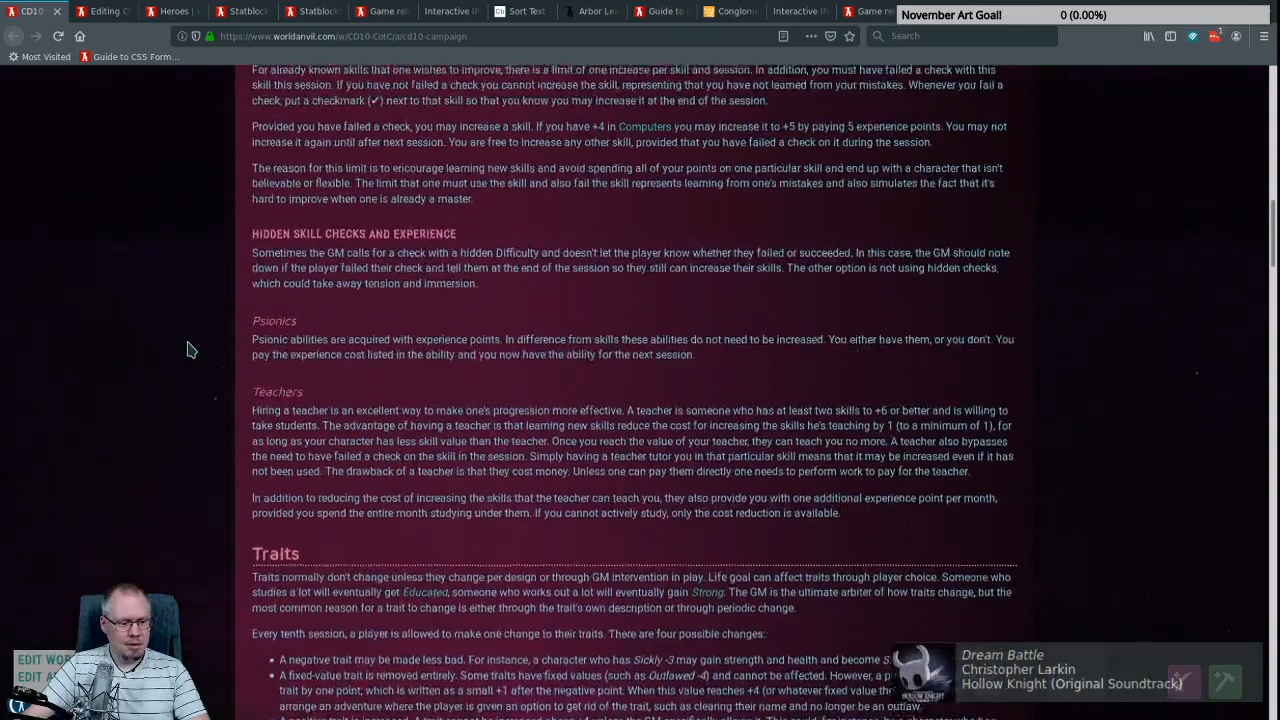 CD10
Editing C
Heroes |
Statblock
Statblock
Game re
Interactive IF
Ch Sort Text
Arbor Le
Guide to
Conglom
Interactive IF
Game re
November Art Goal! 0 (0.00%)
https://www.worldanvil.com/w/CD10-CotC/a/cd10-campaign
Search
Most Visited
Guide to CSS Form...
For already known skills that one wishes to improve, there is a limit of one increase per skill and session. In addition, you must have failed a check with this
skill this session. If you have not failed a check you cannot increase the skill, representing that you have not learned from your mistakes. Whenever you fail a
check, put a checkmark (✔) next to that skill so that you know you may increase it at the end of the session.
Provided you have failed a check, you may increase a skill. If you have +4 in Computers you may increase it to +5 by paying 5 experience points. You may not
increase it again until after next session. You are free to increase any other skill, provided that you have failed a check on it during the session.
The reason for this limit is to encourage learning new skills and avoid spending all of your points on one particular skill and end up with a character that isn't
believable or flexible. The limit that one must use the skill and also fail the skill represents learning from one's mistakes and also simulates the fact that it's
hard to improve when one is already a master.
HIDDEN SKILL CHECKS AND EXPERIENCE
Sometimes the GM calls for a check with a hidden Difficulty and doesn't let the player know whether they failed or succeeded. In this case, the GM should note
down if the player failed their check and tell them at the end of the session so they still can increase their skills. The other option is not using hidden checks,
which could take away tension and immersion.
Psionics
Psionic abilities are acquired with experience points. In difference from skills these abilities do not need to be increased. You either have them, or you don't. You
pay the experience cost listed in the ability and you now have the ability for the next session.
Teachers
Hiring a teacher is an excellent way to make one's progression more effective. A teacher is someone who has at least two skills to +6 or better and is willing to
take students. The advantage of having a teacher is that learning new skills reduce the cost for increasing the skills he's teaching by 1 (to a minimum of 1), for
as long as your character has less skill value than the teacher. Once you reach the value of your teacher, they can teach you no more. A teacher also bypasses
the need to have failed a check on the skill in the session. Simply having a teacher tutor you in that particular skill means that it may be increased even if it has
not been used. The drawback of a teacher is that they cost money. Unless one can pay them directly one needs to perform work to pay for the teacher.
In addition to reducing the cost of increasing the skills that the teacher can teach you, they also provide you with one additional experience point per month,
provided you spend the entire month studying under them. If you cannot actively study, only the cost reduction is available.
Traits
Traits normally don't change unless they change per design or through GM intervention in play. Life goal can affect traits through player choice. Someone who
studies a lot will eventually get Educated, someone who works out a lot will eventually gain Strong. The GM is the ultimate arbiter of how traits change, but the
most common reason for a trait to change is either through the trait's own description or through periodic change.
Every tenth session, a player is allowed to make one change to their traits. There are four possible changes:
• A negative trait may be made less bad. For instance, a character who has Sickly -3 may gain strength and health and become S
• A fixed-value trait is removed entirely. Some traits have fixed values (such as Outlawed -4) and cannot be affected. However, a p
trait by one point, which is written as a small +1 after the negative point. When this value reaches +4 (or whatever fixed value the
arrange an adventure where the player is given an option to get rid of the trait, such as clearing their name and no longer be an outlaw
EDIT WOR
EDIT A
Dream Battle
Christopher Larkin
Hollow Knight (Original Soundtrack)